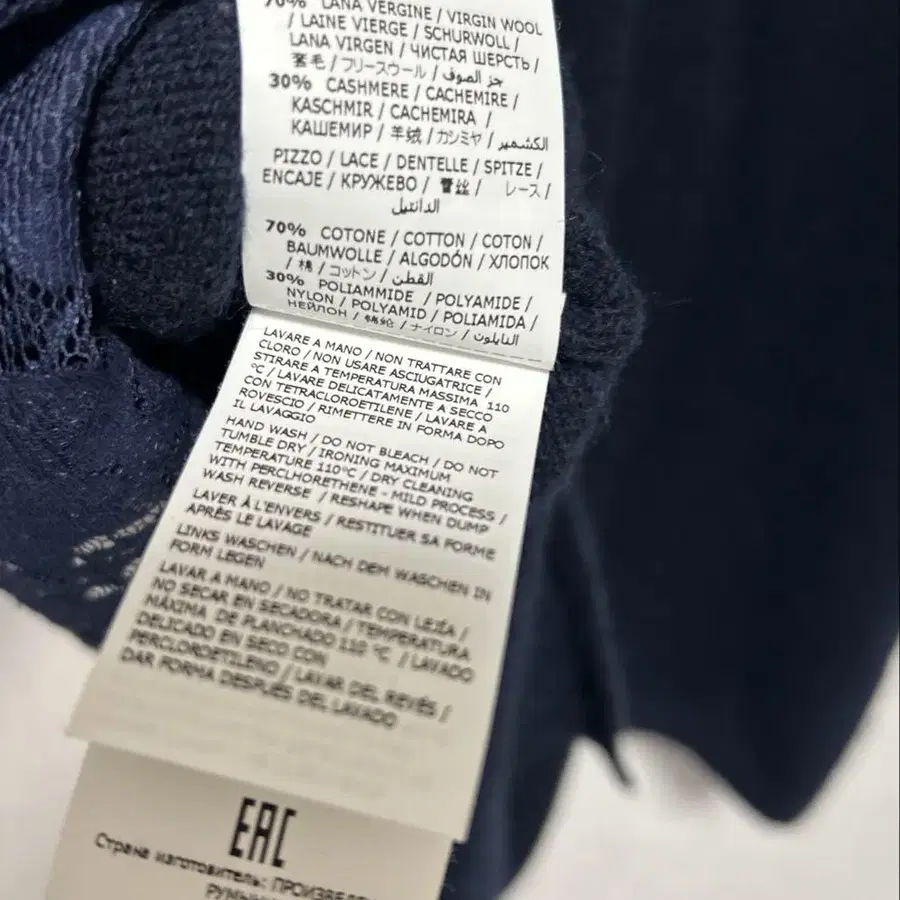 70% LANA VERGINE / VIRGIN WOOL
/ LAINE VIERGE / SCHURWOLL /
LANA VIRGEN / ЧИСТАЯ ШЕРСТЬ /
套毛 / フリースウール / جز الصوف /
30% CASHMERE / CACHEMIRE /
KASCHMIR / CACHEMIRA /
КАШЕМИР / 羊绒 / カシミヤ / الكشمير
PIZZO / LACE / DENTELLE / SPITZE /
ENCAJE / КРУЖЕВО / 蕾丝 / レース /
الدانتيل
70% COTONE / COTTON / COTON /
BAUMWOLLE / ALGODÓN / ХЛОПОК
/ 棉 / コットン / القطن
30% POLIAMMIDE / POLYAMIDE /
NYLON / POLYAMID / POLIAMIDA /
НЕЙЛОН / 锦纶 / ナイロン / النايلون
LAVARE A MANO / NON TRATTARE CON
CLORO / NON USARE ASCIUGATRICE /
STIRARE A TEMPERATURA MASSIMA 110
°C / LAVARE DELICATAMENTE A SECCO
CON TETRACLOROETILENE / LAVARE A
ROVESCIO / RIMETTERE IN FORMA DOPO
IL LAVAGGIO
HAND WASH / DO NOT BLEACH / DO NOT
TUMBLE DRY / IRONING MAXIMUM
TEMPERATURE 110°C / DRY CLEANING
WITH PERCLHORETHENE - MILD PROCESS /
WASH REVERSE / RESHAPE WHEN DUMP
LAVER À L'ENVERS / RESTITUER SA FORME
APRÈS LE LAVAGE
LINKS WASCHEN / NACH DEM WASCHEN IN
FORM LEGEN
LAVAR A MANO / NO TRATAR CON LEZÍA /
NO SECAR EN SECADORA / TEMPERATURA
MÁXIMA DE PLANCHADO 110 °C / LAVADO
DELICADO EN SECO CON
PERCLOROETILENO / LAVAR DEL REVÉS /
DAR FORMA DESPUÉS DEL LAVADO
EAC
Страна изготовитель: ПРОИЗВЕДЕ
РУМЫН